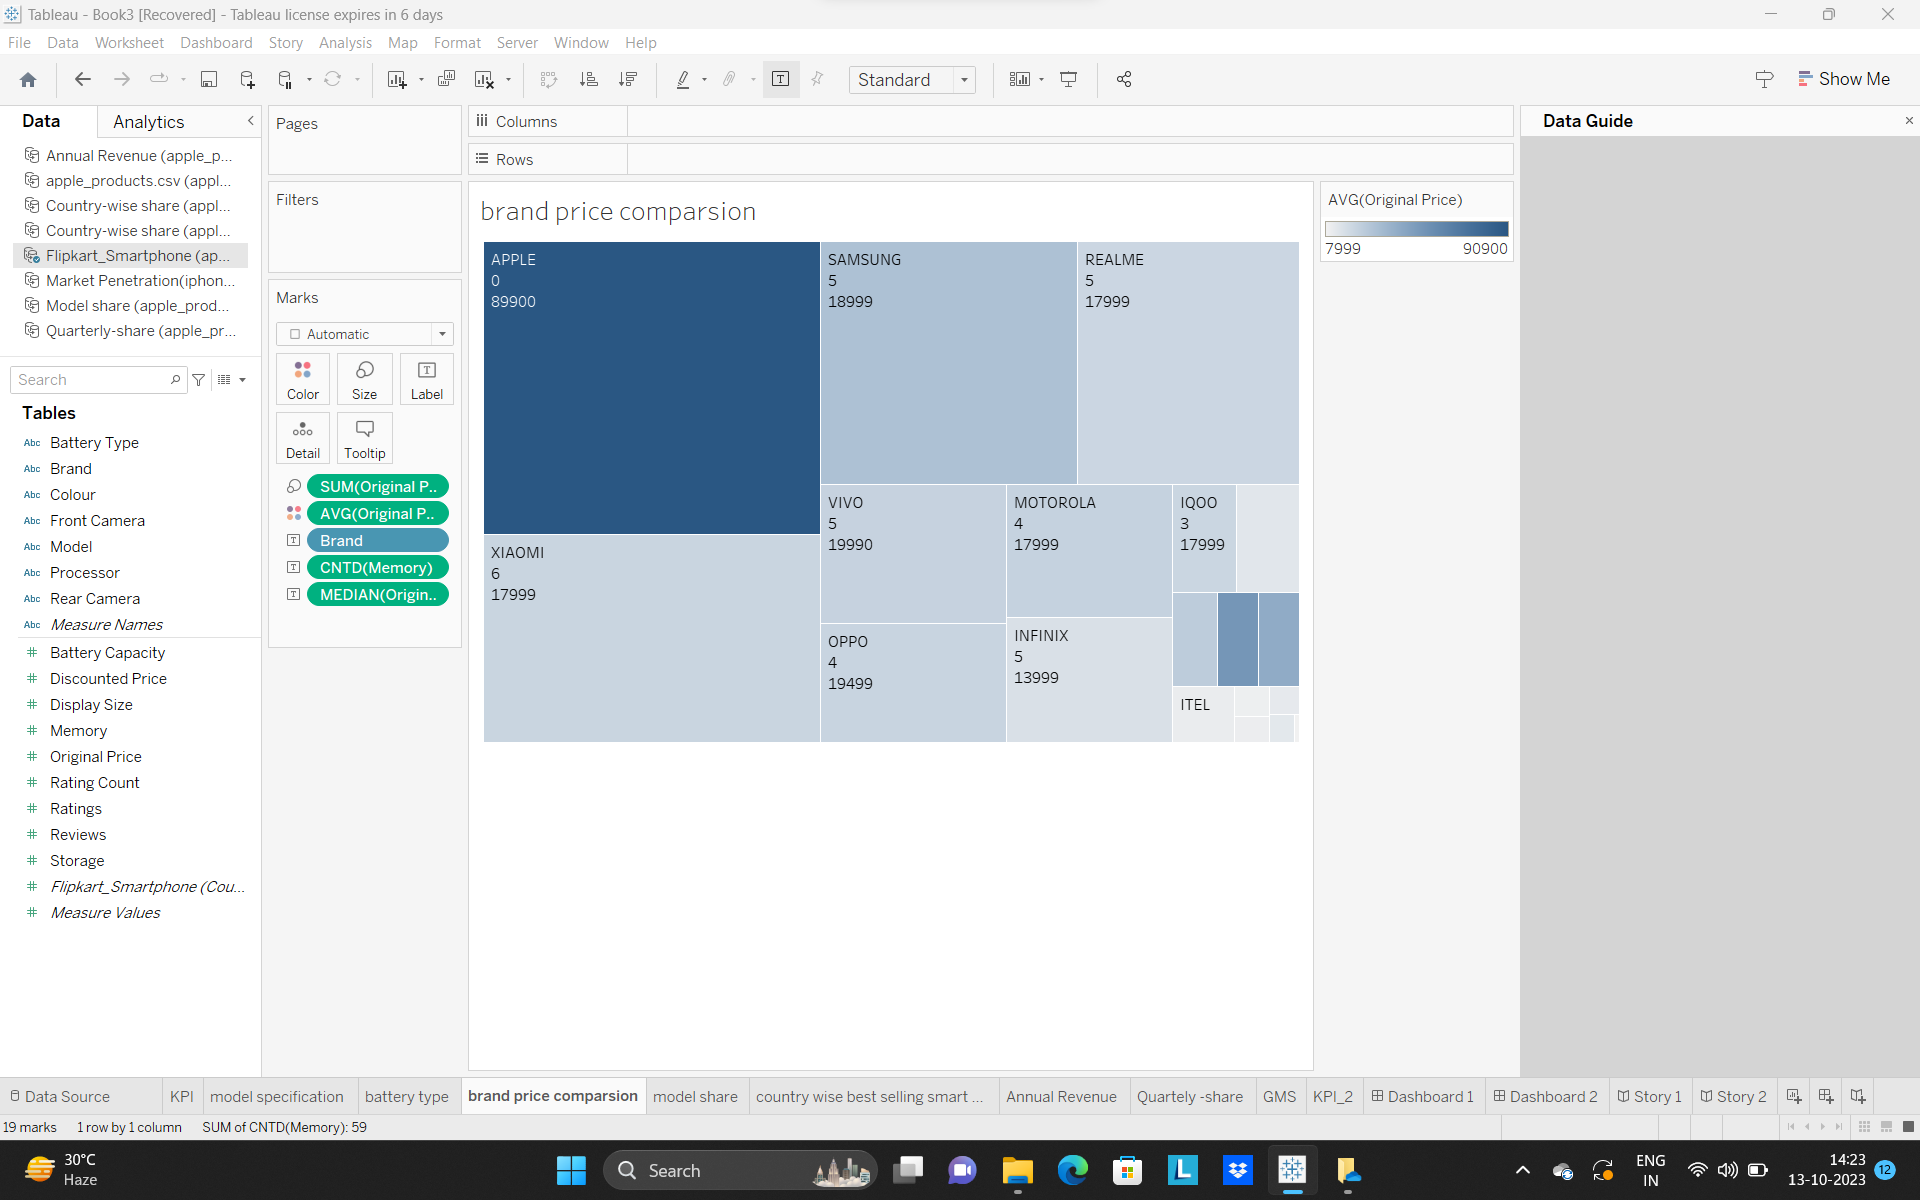 Tableau - Book3 [Recovered] - Tableau license expires in 6 days
File Data Worksheet Dashboard Story Analysis Map Format Server Window Help
Standard
Show Me
Data Analytics
Annual Revenue (apple_p...
apple_products.csv (appl...
Country-wise share (appl...
Country-wise share (appl...
Flipkart_Smartphone (ap...
Market Penetration(iphon...
Model share (apple_prod...
Quarterly-share (apple_pr...
Search
Tables
Abc Battery Type
Abc Brand
Abc Colour
Abc Front Camera
Abc Model
Abc Processor
Abc Rear Camera
Abc Measure Names
# Battery Capacity
# Discounted Price
# Display Size
# Memory
# Original Price
# Rating Count
# Ratings
# Reviews
# Storage
# Flipkart_Smartphone (Cou...
# Measure Values
Pages
Filters
Marks
Automatic
Color Size Label
Detail Tooltip
SUM(Original P..
AVG(Original P..
Brand
CNTD(Memory)
MEDIAN(Origin..
Columns
Rows
brand price comparsion
APPLE
0
89900
SAMSUNG
5
18999
REALME
5
17999
XIAOMI
6
17999
VIVO
5
19990
MOTOROLA
4
17999
IQOO
3
17999
OPPO
4
19499
INFINIX
5
13999
ITEL
AVG(Original Price)
7999 90900
Data Guide
Data Source KPI model specification battery type brand price comparsion model share country wise best selling smart ... Annual Revenue Quartely -share GMS KPI_2 Dashboard 1 Dashboard 2 Story 1 Story 2
19 marks 1 row by 1 column SUM of CNTD(Memory): 59
30°C
Haze
Search
ENG
IN
14:23
13-10-2023
12